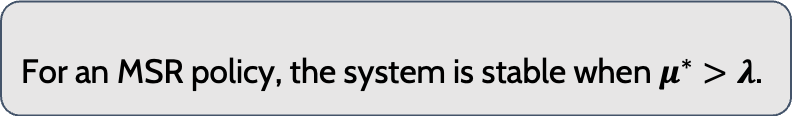 For an MSR policy, the system is stable when μ* > λ.